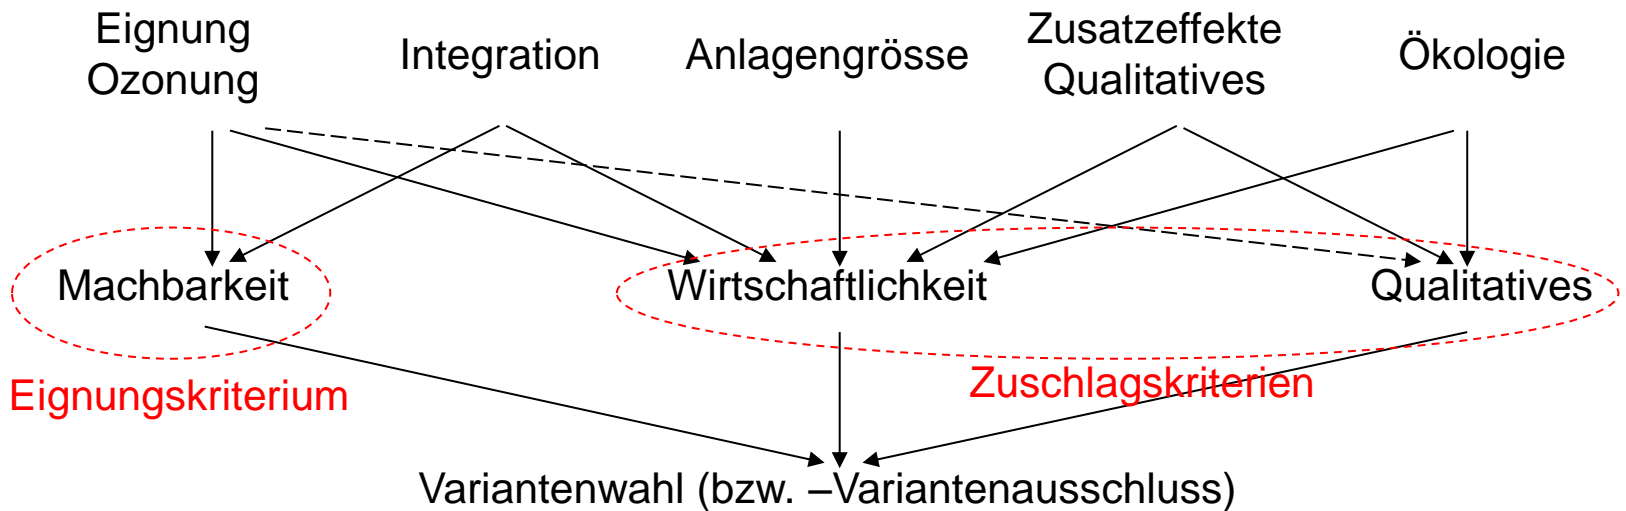 Eignung
Ozonung
Integration
Anlagengrösse
Zusatzeffekte
Qualitatives
Ökologie
Machbarkeit
Wirtschaftlichkeit
Qualitatives
Eignungskriterium
Zuschlagskriterien
Variantenwahl (bzw. –Variantenausschluss)